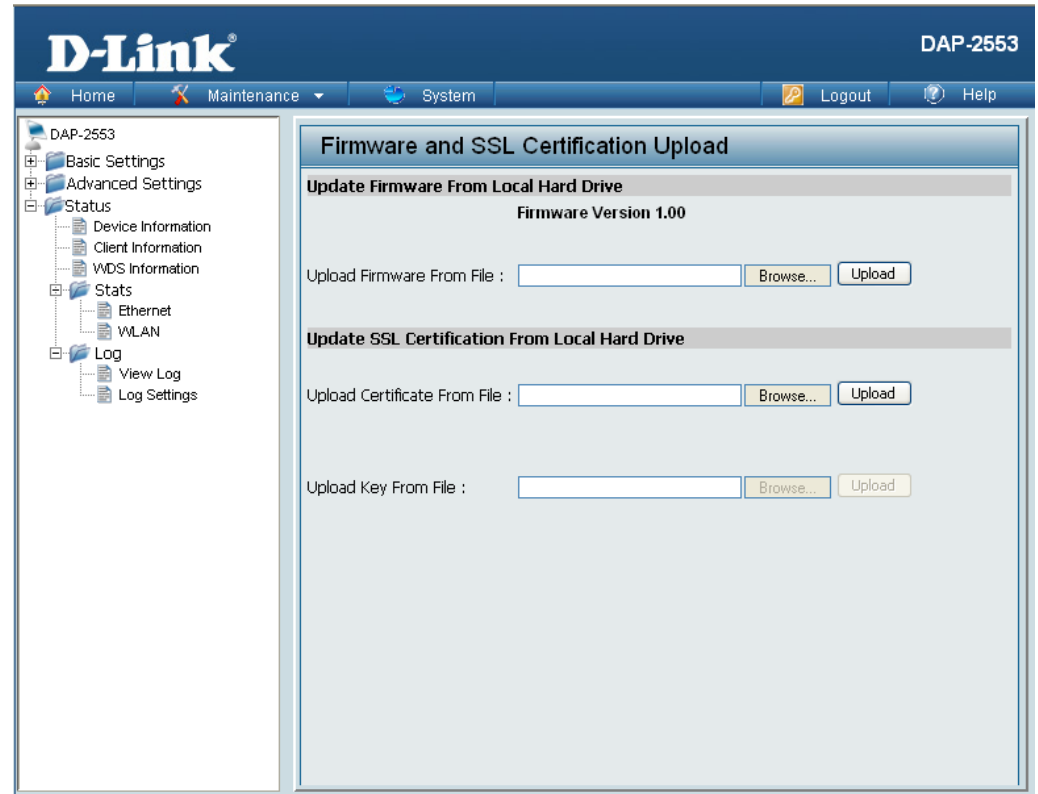 D-Link®
DAP-2553
Home Maintenance System Logout Help
DAP-2553
Basic Settings
Advanced Settings
Status
Device Information
Client Information
WDS Information
Stats
Ethernet
WLAN
Log
View Log
Log Settings
Firmware and SSL Certification Upload
Update Firmware From Local Hard Drive
Firmware Version 1.00
Upload Firmware From File : Browse... Upload
Update SSL Certification From Local Hard Drive
Upload Certificate From File : Browse... Upload
Upload Key From File : Browse... Upload